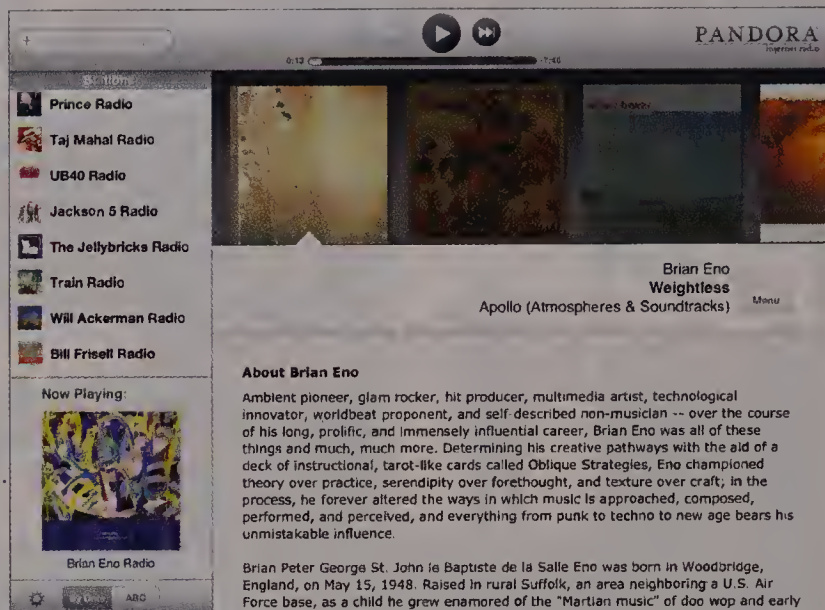 PANDORA
internet radio
0:13
-7:46
Stations
Prince Radio
Taj Mahal Radio
UB40 Radio
Jackson 5 Radio
The Jellybricks Radio
Train Radio
Will Ackerman Radio
Bill Frisell Radio
Now Playing:
Brian Eno Radio
By Date
ABC
Brian Eno
Weightless
Apollo (Atmospheres & Soundtracks)
Menu
About Brian Eno
Ambient pioneer, glam rocker, hit producer, multimedia artist, technological
innovator, worldbeat proponent, and self-described non-musician -- over the course
of his long, prolific, and immensely influential career, Brian Eno was all of these
things and much, much more. Determining his creative pathways with the aid of a
deck of instructional, tarot-like cards called Oblique Strategies, Eno championed
theory over practice, serendipity over forethought, and texture over craft; in the
process, he forever altered the ways in which music is approached, composed,
performed, and perceived, and everything from punk to techno to new age bears his
unmistakable influence.
Brian Peter George St. John le Baptiste de la Salle Eno was born in Woodbridge,
England, on May 15, 1948. Raised in rural Suffolk, an area neighboring a U.S. Air
Force base, as a child he grew enamored of the "Martian music" of doo wop and early